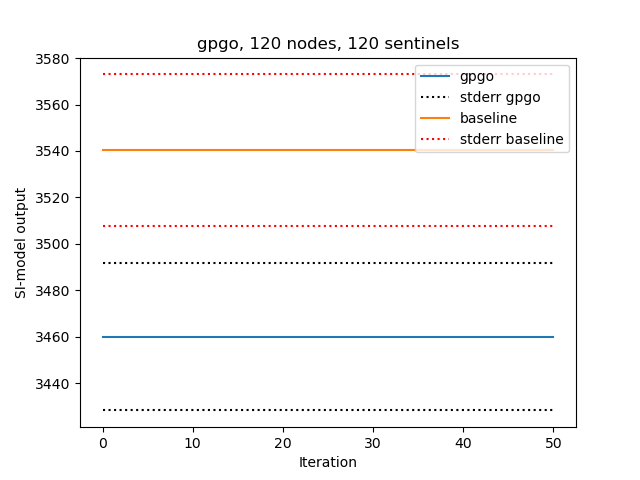 gpgo, 120 nodes, 120 sentinels
3580
3560
3540
3520
3500
3480
3460
3440
SI-model output
gpgo
stderr gpgo
baseline
stderr baseline
0 10 20 30 40 50
Iteration